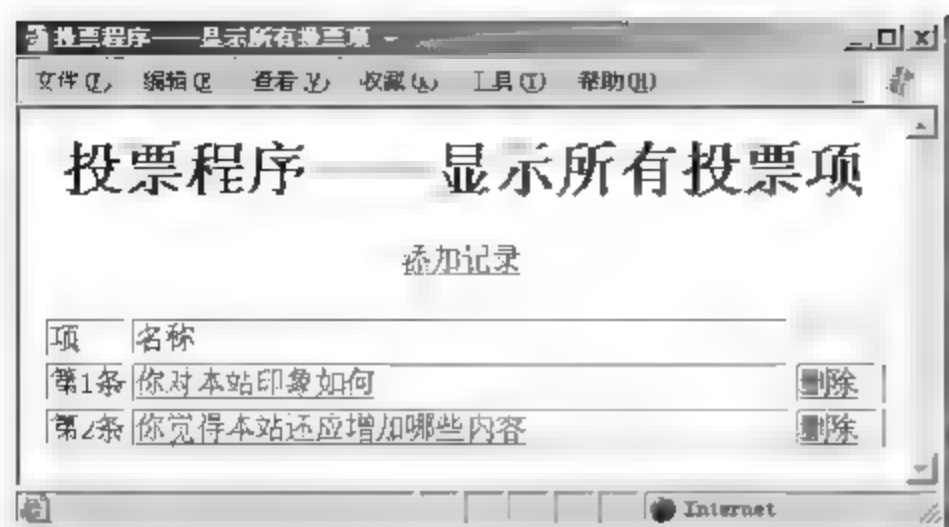 投票程序——显示所有投票项 -
文件(F) 编辑(E) 查看(V) 收藏(A) 工具(T) 帮助(H)
投票程序——显示所有投票项
添加记录
项 名称
第1条 你对本站印象如何 删除
第2条 你觉得本站还应增加哪些内容 删除
Internet